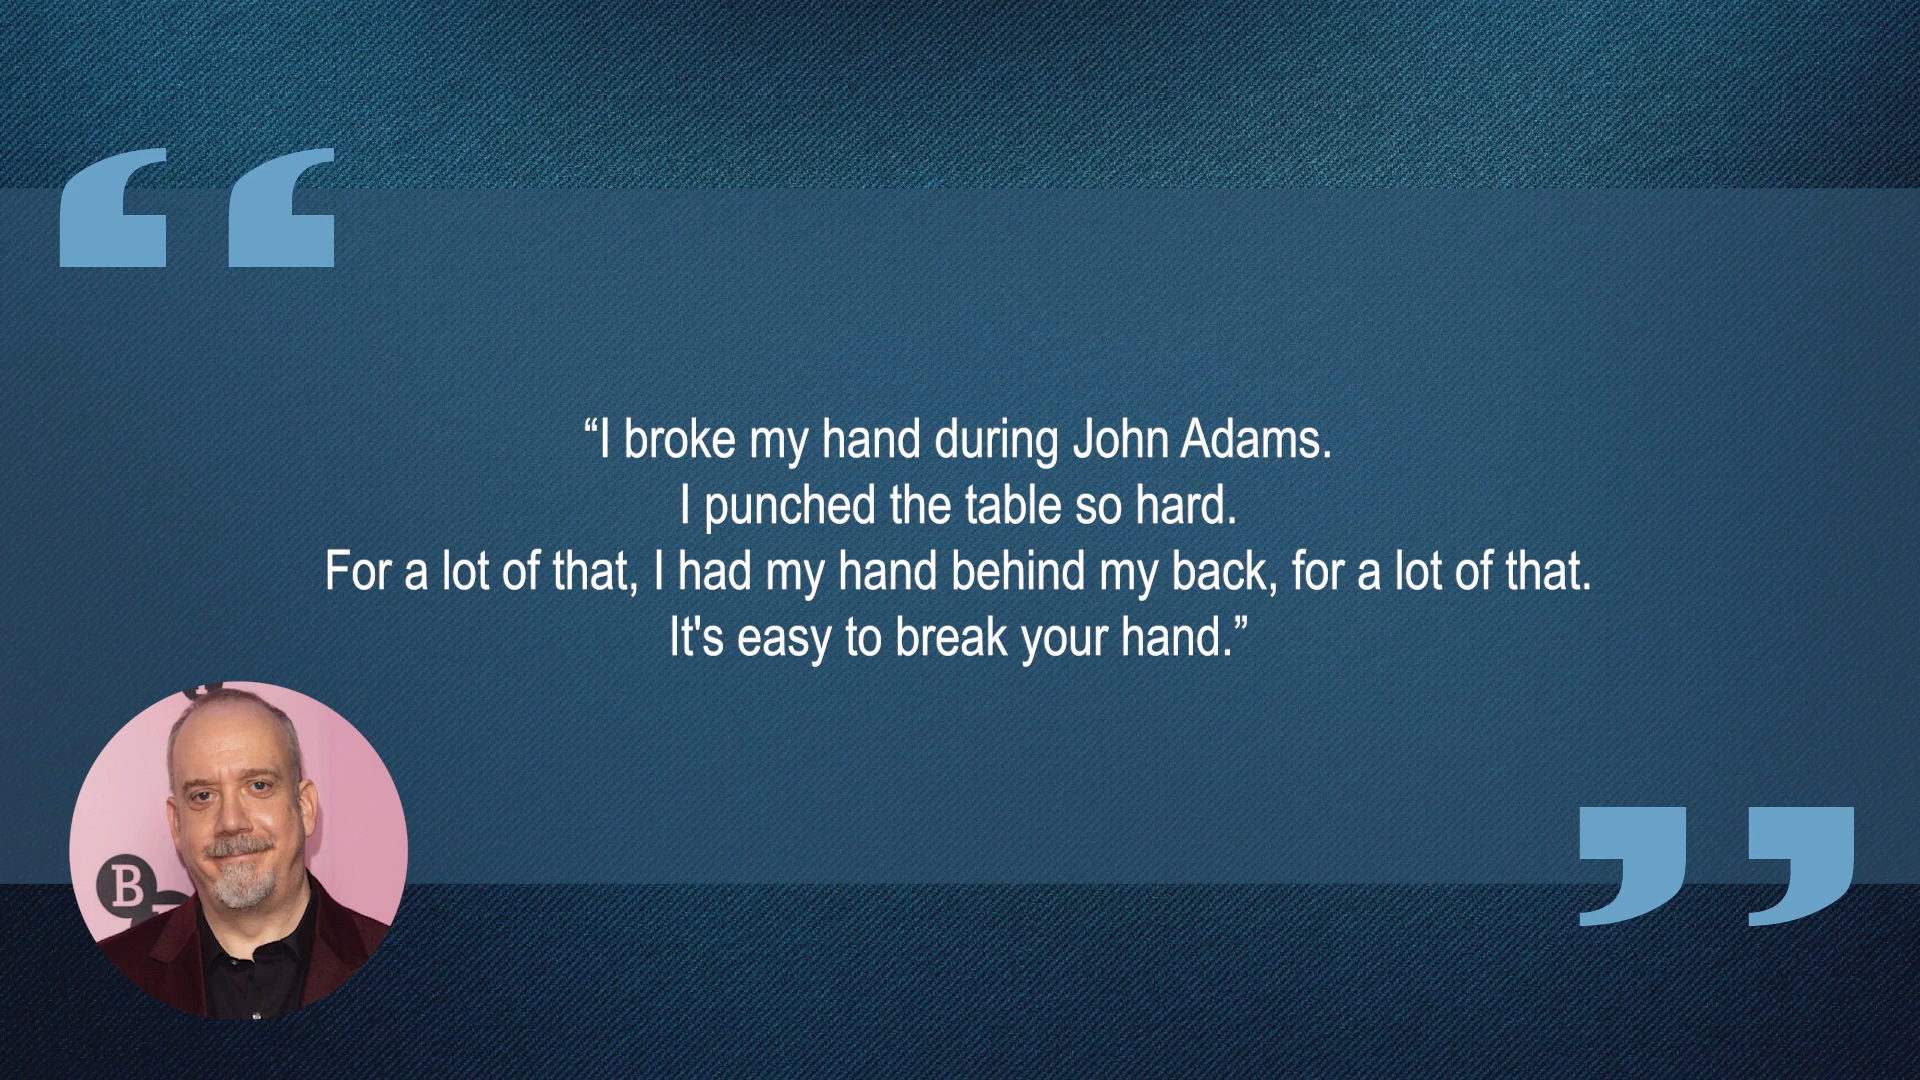 “I broke my hand during John Adams.
I punched the table so hard.
For a lot of that, I had my hand behind my back, for a lot of that.
It's easy to break your hand.”
B